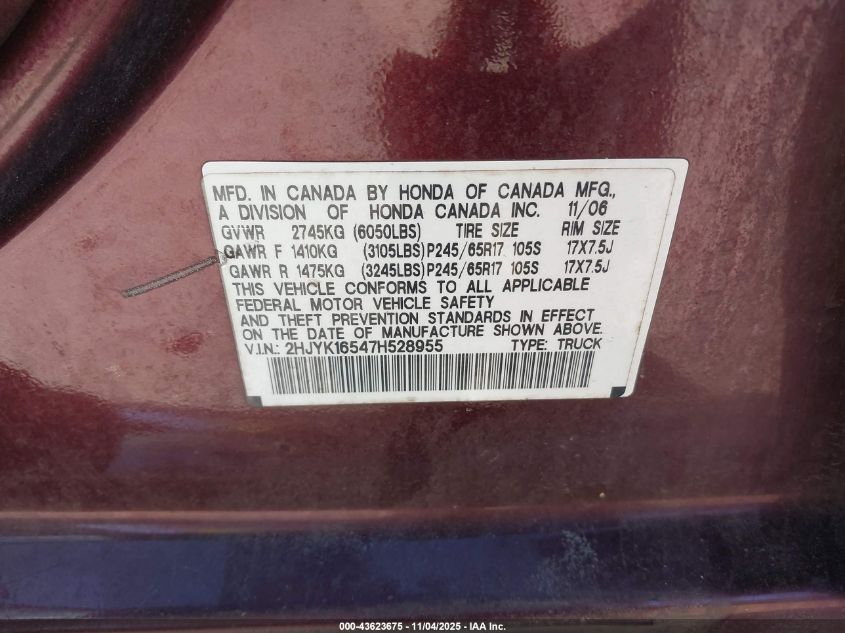 MFD. IN CANADA BY HONDA OF CANADA MFG.,
A DIVISION OF HONDA CANADA INC. 11/06
GVWR 2745KG (6050LBS) TIRE SIZE RIM SIZE
GAWR F 1410KG (3105LBS)P245/65R17 105S 17X7.5J
GAWR R 1475KG (3245LBS)P245/65R17 105S 17X7.5J
THIS VEHICLE CONFORMS TO ALL APPLICABLE
FEDERAL MOTOR VEHICLE SAFETY
AND THEFT PREVENTION STANDARDS IN EFFECT
ON THE DATE OF MANUFACTURE SHOWN ABOVE.
V.I.N.: 2HJYK16547H528955 TYPE: TRUCK
000-43623675 - 11/04/2025 - IAA Inc.